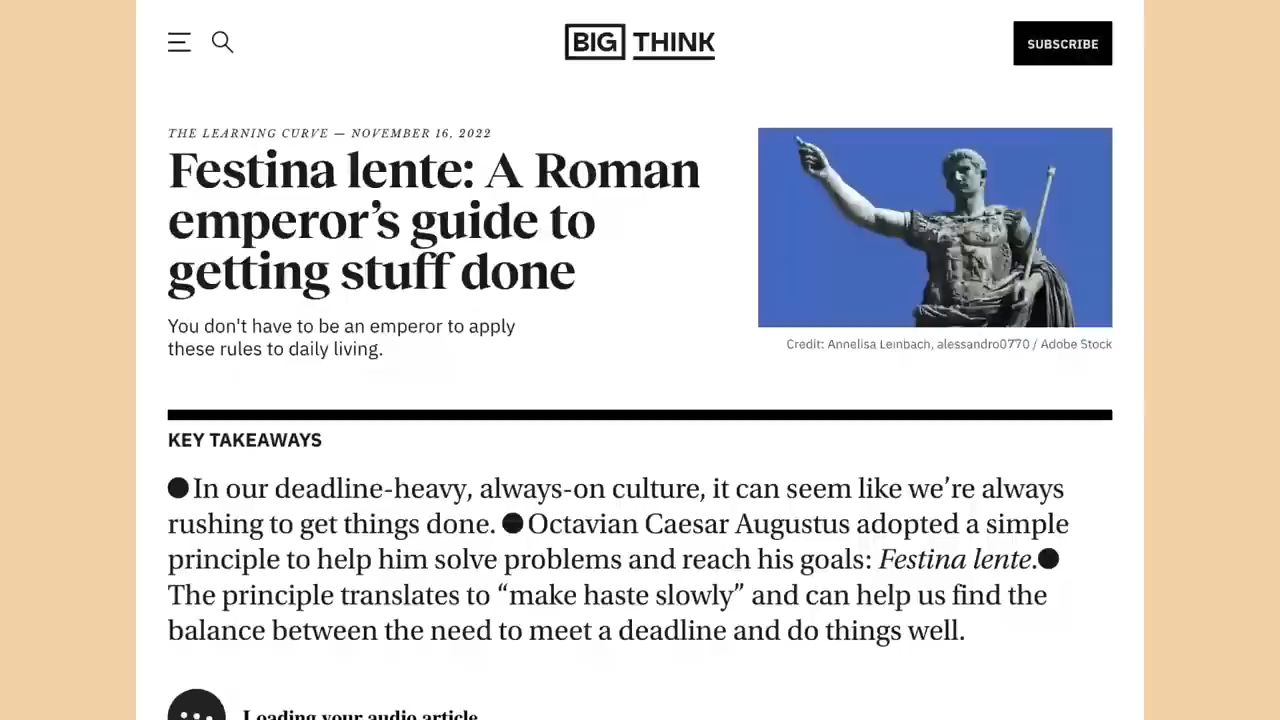 BIG THINK
SUBSCRIBE
THE LEARNING CURVE — NOVEMBER 16, 2022
Festina lente: A Roman
emperor’s guide to
getting stuff done
You don't have to be an emperor to apply
these rules to daily living.
Credit: Annelisa Leinbach, alessandro0770 / Adobe Stock
KEY TAKEAWAYS
● In our deadline-heavy, always-on culture, it can seem like we’re always
rushing to get things done. ● Octavian Caesar Augustus adopted a simple
principle to help him solve problems and reach his goals: Festina lente. ●
The principle translates to “make haste slowly” and can help us find the
balance between the need to meet a deadline and do things well.
Loading your audio article